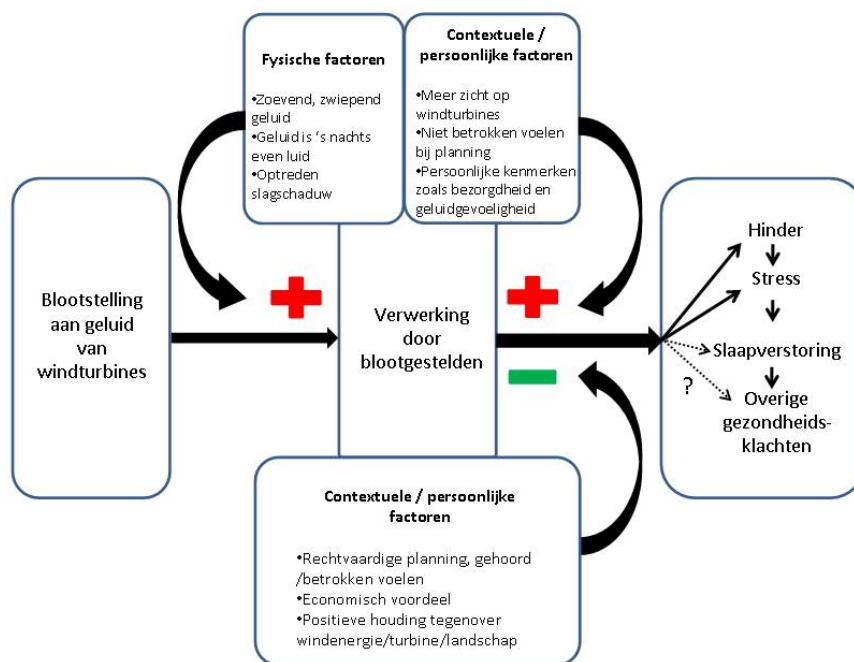 Fysische factoren
•Zoevend, zwiepend
geluid
•Geluid is 's nachts
even luid
•Optreden
slagschaduw
Contextuele /
persoonlijke factoren
•Meer zicht op
windturbines
•Niet betrokken voelen
bij planning
•Persoonlijke kenmerken
zoals bezorgdheid en
geluidgevoeligheid
Blootstelling
aan geluid
van
windturbines
Verwerking
door
blootgestelden
Hinder
Stress
Slaapverstoring
?
Overige
gezondheids-
klachten
Contextuele / persoonlijke
factoren
•Rechtvaardige planning, gehoord
/betrokken voelen
•Economisch voordeel
•Positieve houding tegenover
windenergie/turbine/landschap